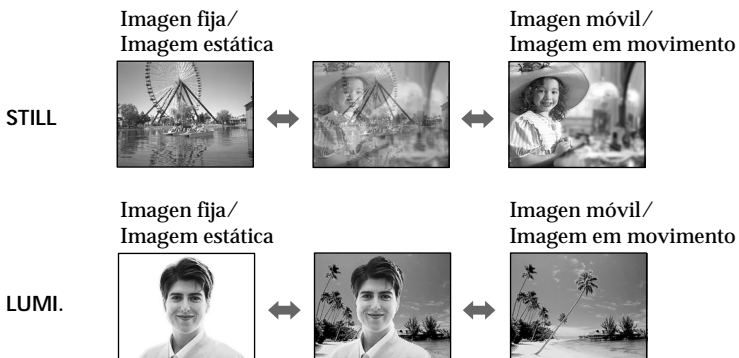 Imagen fija/
Imagem estática
Imagen móvil/
Imagem em movimento
STILL
Imagen fija/
Imagem estática
Imagen móvil/
Imagem em movimento
LUMI.